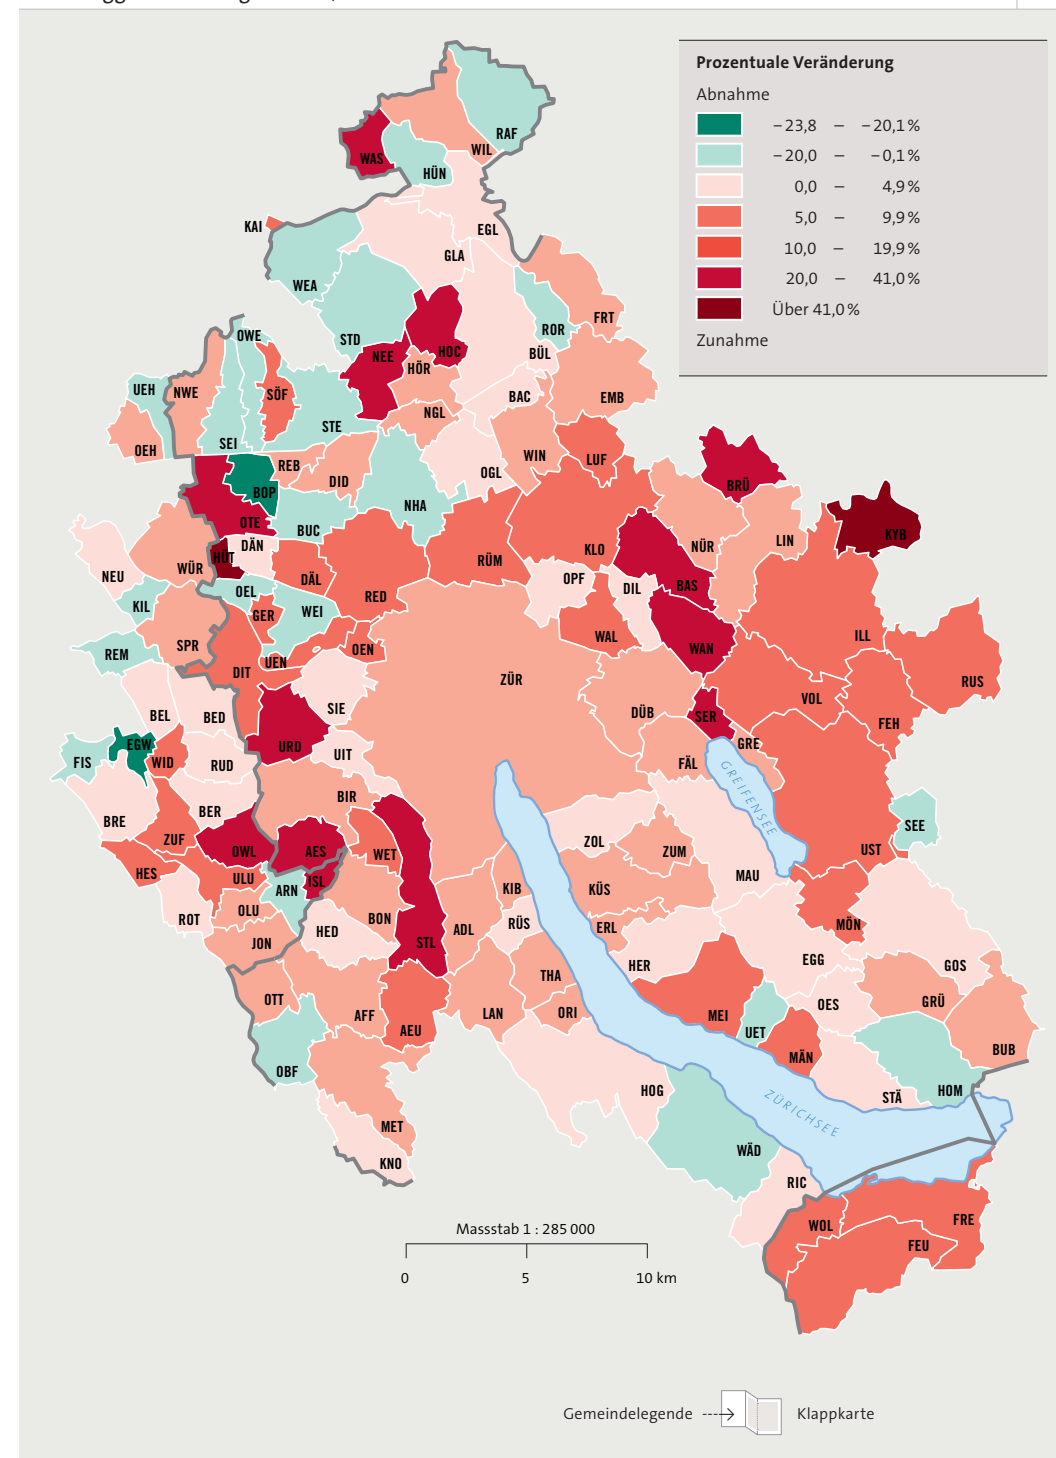 Prozentuale Veränderung
Abnahme
–23,8 – –20,1%
–20,0 – –0,1%
0,0 – 4,9%
5,0 – 9,9%
10,0 – 19,9%
20,0 – 41,0%
Über 41,0%
Zunahme
RAF
WIL
WAS
HÜN
KAI
EGL
GLA
WEA
FRT
ROR
OWE
STD
NEE
HOC
BÜL
HÖR
UEH
NWE
SÖF
BAC
EMB
NGL
STE
SEI
OEH
WIN
LUF
REB
DID
OGL
BRÜ
BOP
NHA
OTE
BUC
KYB
LIN
NÜR
KLO
DÄN
HÜT
RÜM
WÜR
NEU
DÄL
OPF
DIL
BAS
OEL
RED
KIL
GER
WEI
WAL
ILL
SPR
OEN
WAN
REM
UEN
DIT
ZÜR
RUS
VOL
SIE
DÜB
SER
BEL
BED
FEH
EGW
URD
UIT
GRE
FIS
WID
RUD
FÄL
GREIFENSEE
BIR
BER
BRE
SEE
ZUF
ZOL
OWL
AES
WET
ZUM
UST
HES
ULU
ISL
MAU
ARN
KIB
KÜS
OLU
ROT
BON
RÜS
MÖN
HED
ADL
ERL
JON
STL
EGG
HER
GOS
THA
OTT
GRÜ
OES
AFF
LAN
ORI
MEI
AEU
UET
BUB
MÄN
OBF
HOG
HOM
STÄ
ZÜRICHSEE
MET
WÄD
KNO
RIC
WOL
FRE
FEU
Massstab 1 : 285 000
0 5 10 km
Gemeindelegende Klappkarte